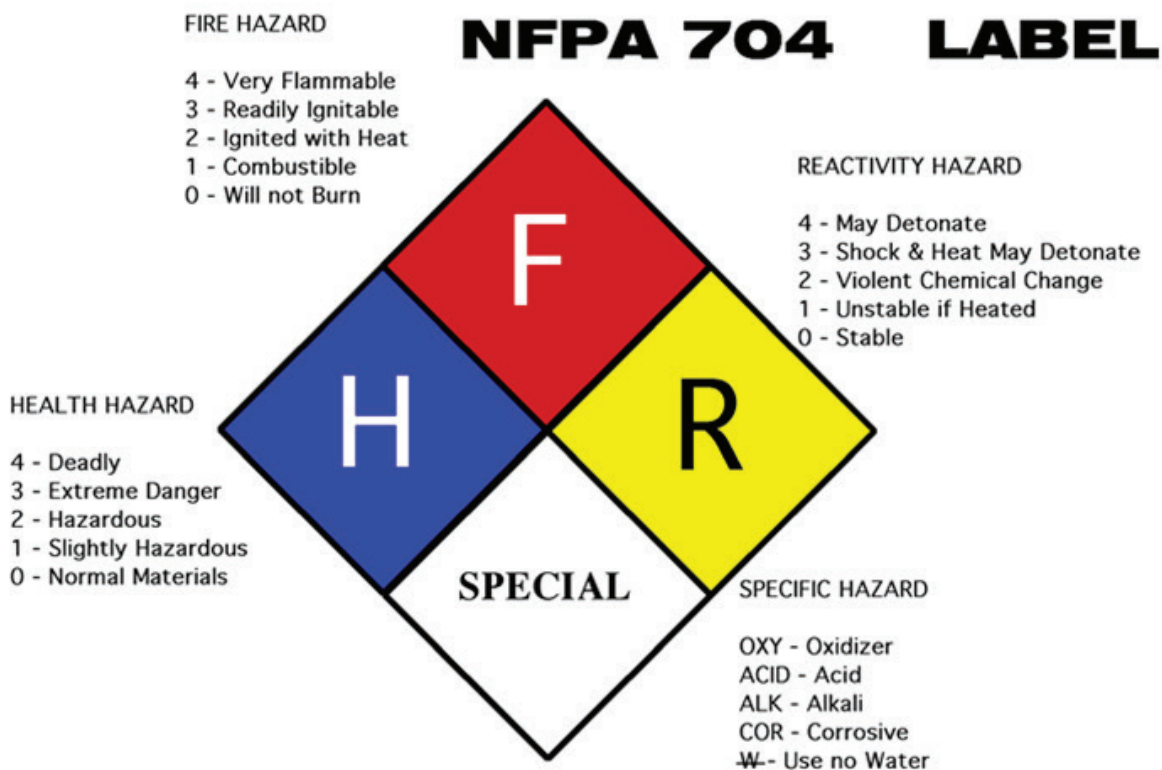 NFPA 704 LABEL
FIRE HAZARD
4 - Very Flammable
3 - Readily Ignitable
2 - Ignited with Heat
1 - Combustible
0 - Will not Burn
REACTIVITY HAZARD
4 - May Detonate
3 - Shock & Heat May Detonate
2 - Violent Chemical Change
1 - Unstable if Heated
0 - Stable
F
H
R
SPECIAL
HEALTH HAZARD
4 - Deadly
3 - Extreme Danger
2 - Hazardous
1 - Slightly Hazardous
0 - Normal Materials
SPECIFIC HAZARD
OXY - Oxidizer
ACID - Acid
ALK - Alkali
COR - Corrosive
W - Use no Water